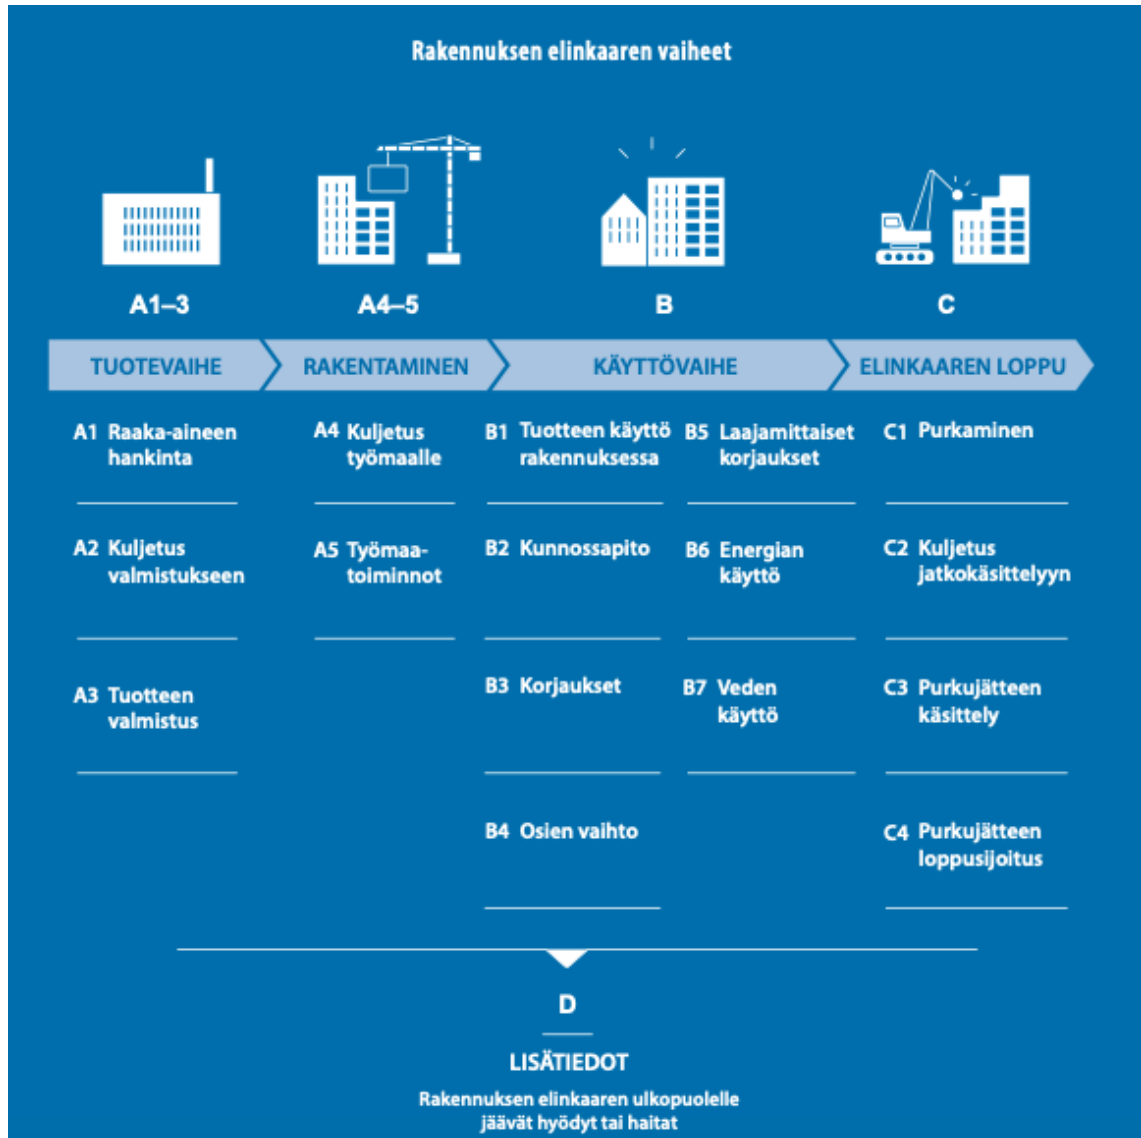 Rakennuksen elinkaaren vaiheet
A1–3
A4–5
B
C
TUOTEVAIHE
RAKENTAMINEN
KÄYTTÖVAIHE
ELINKAAREN LOPPU
A1 Raaka-aineen
hankinta
A2 Kuljetus
valmistukseen
A3 Tuotteen
valmistus
A4 Kuljetus
työmaalle
A5 Työmaa-
toiminnot
B1 Tuotteen käyttö
rakennuksessa
B2 Kunnossapito
B3 Korjaukset
B4 Osien vaihto
B5 Laajamittaiset
korjaukset
B6 Energian
käyttö
B7 Veden
käyttö
C1 Purkaminen
C2 Kuljetus
jatkokäsittelyyn
C3 Purkujätteen
käsittely
C4 Purkujätteen
loppusijoitus
D
LISÄTIEDOT
Rakennuksen elinkaaren ulkopuolelle
jäävät hyödyt tai haitat